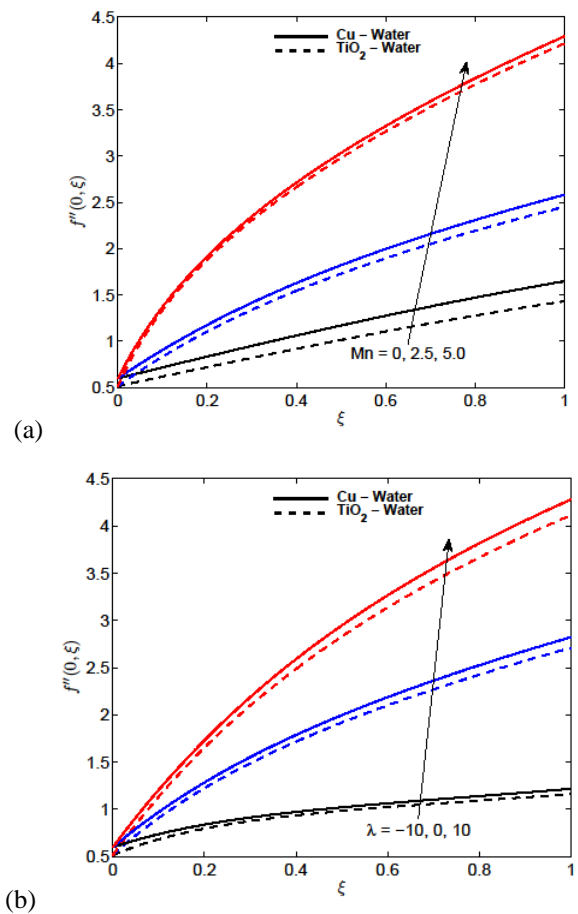 4.5
4
3.5
3
2.5
2
1.5
1
0.5
f''(0, ξ)
Cu – Water
TiO2 – Water
Mn = 0, 2.5, 5.0
0 0.2 0.4 0.6 0.8 1
ξ
(a)
4.5
4
3.5
3
2.5
2
1.5
1
0.5
f''(0, ξ)
Cu – Water
TiO2 – Water
λ = −10, 0, 10
0 0.2 0.4 0.6 0.8 1
ξ
(b)